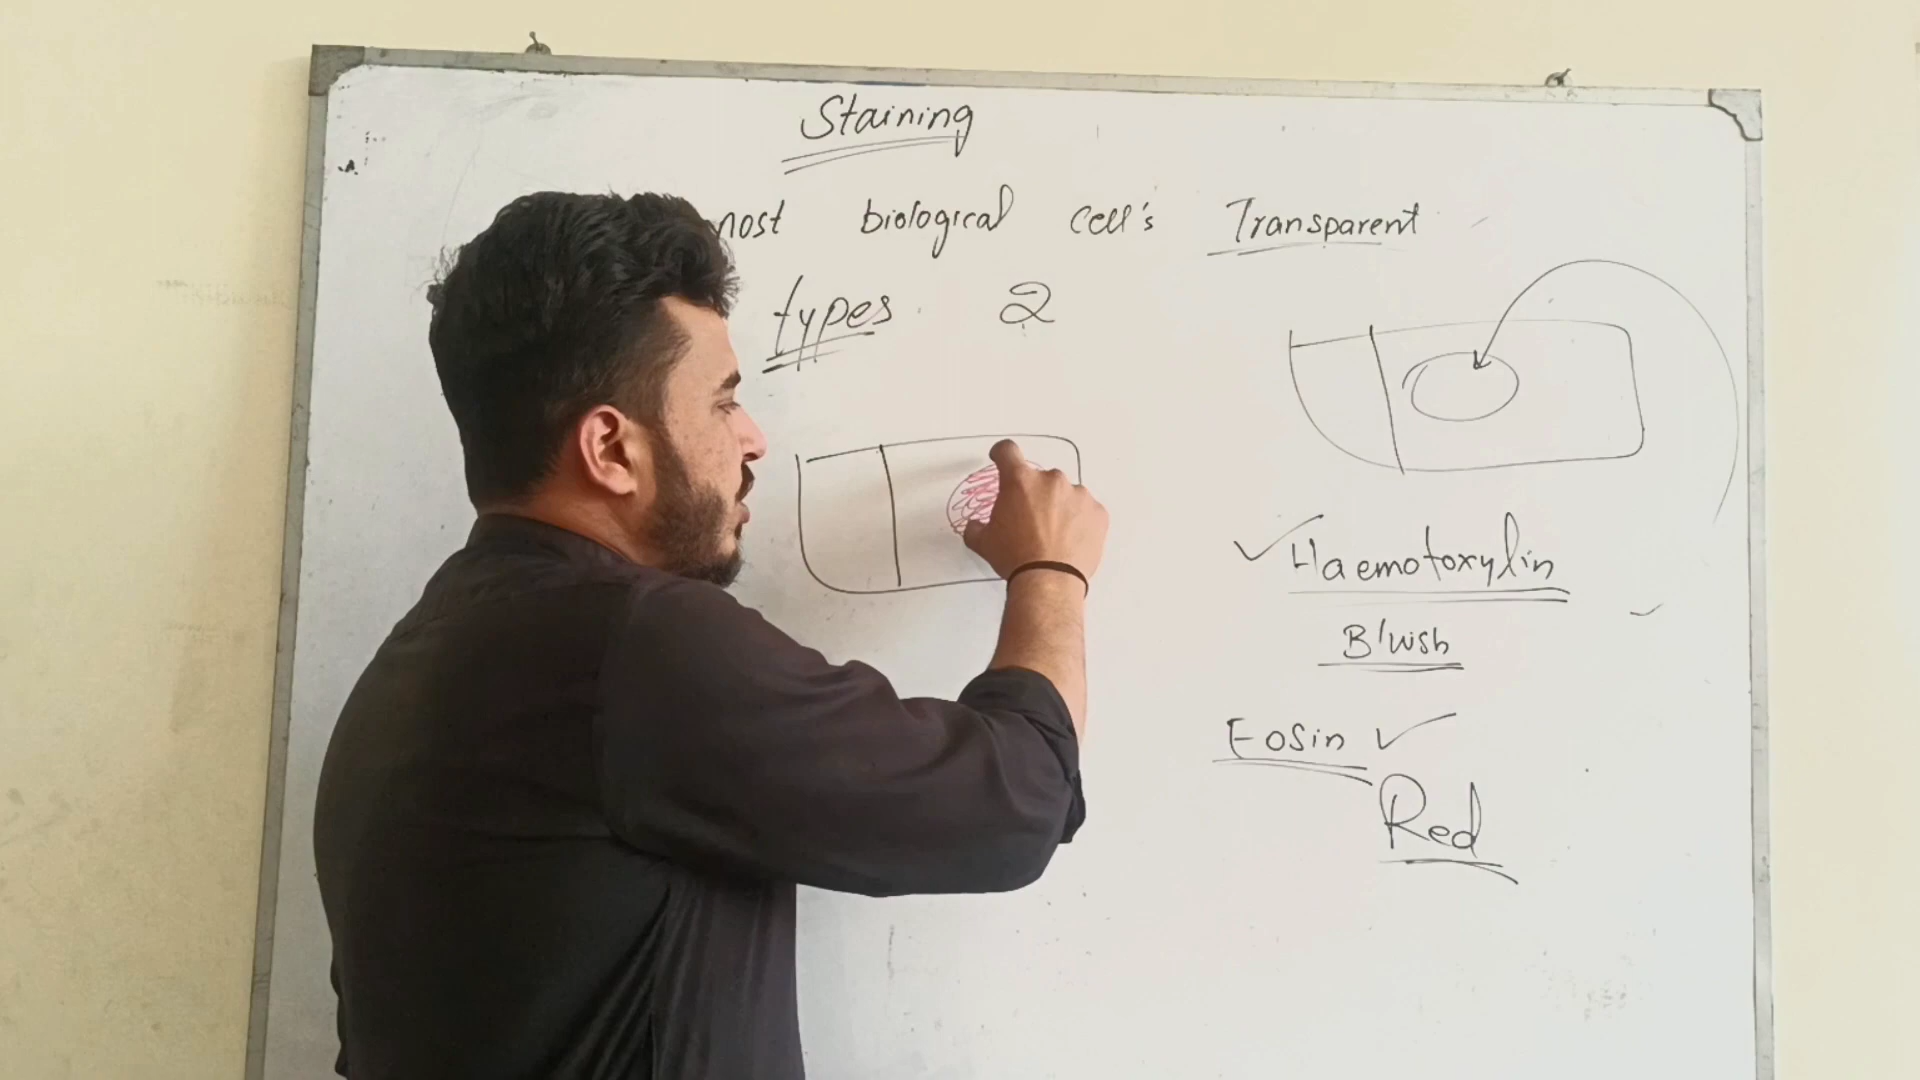 Staining
most biological cell's Transparent
types 2
Haemotoxylin
Bluish
Eosin
Red